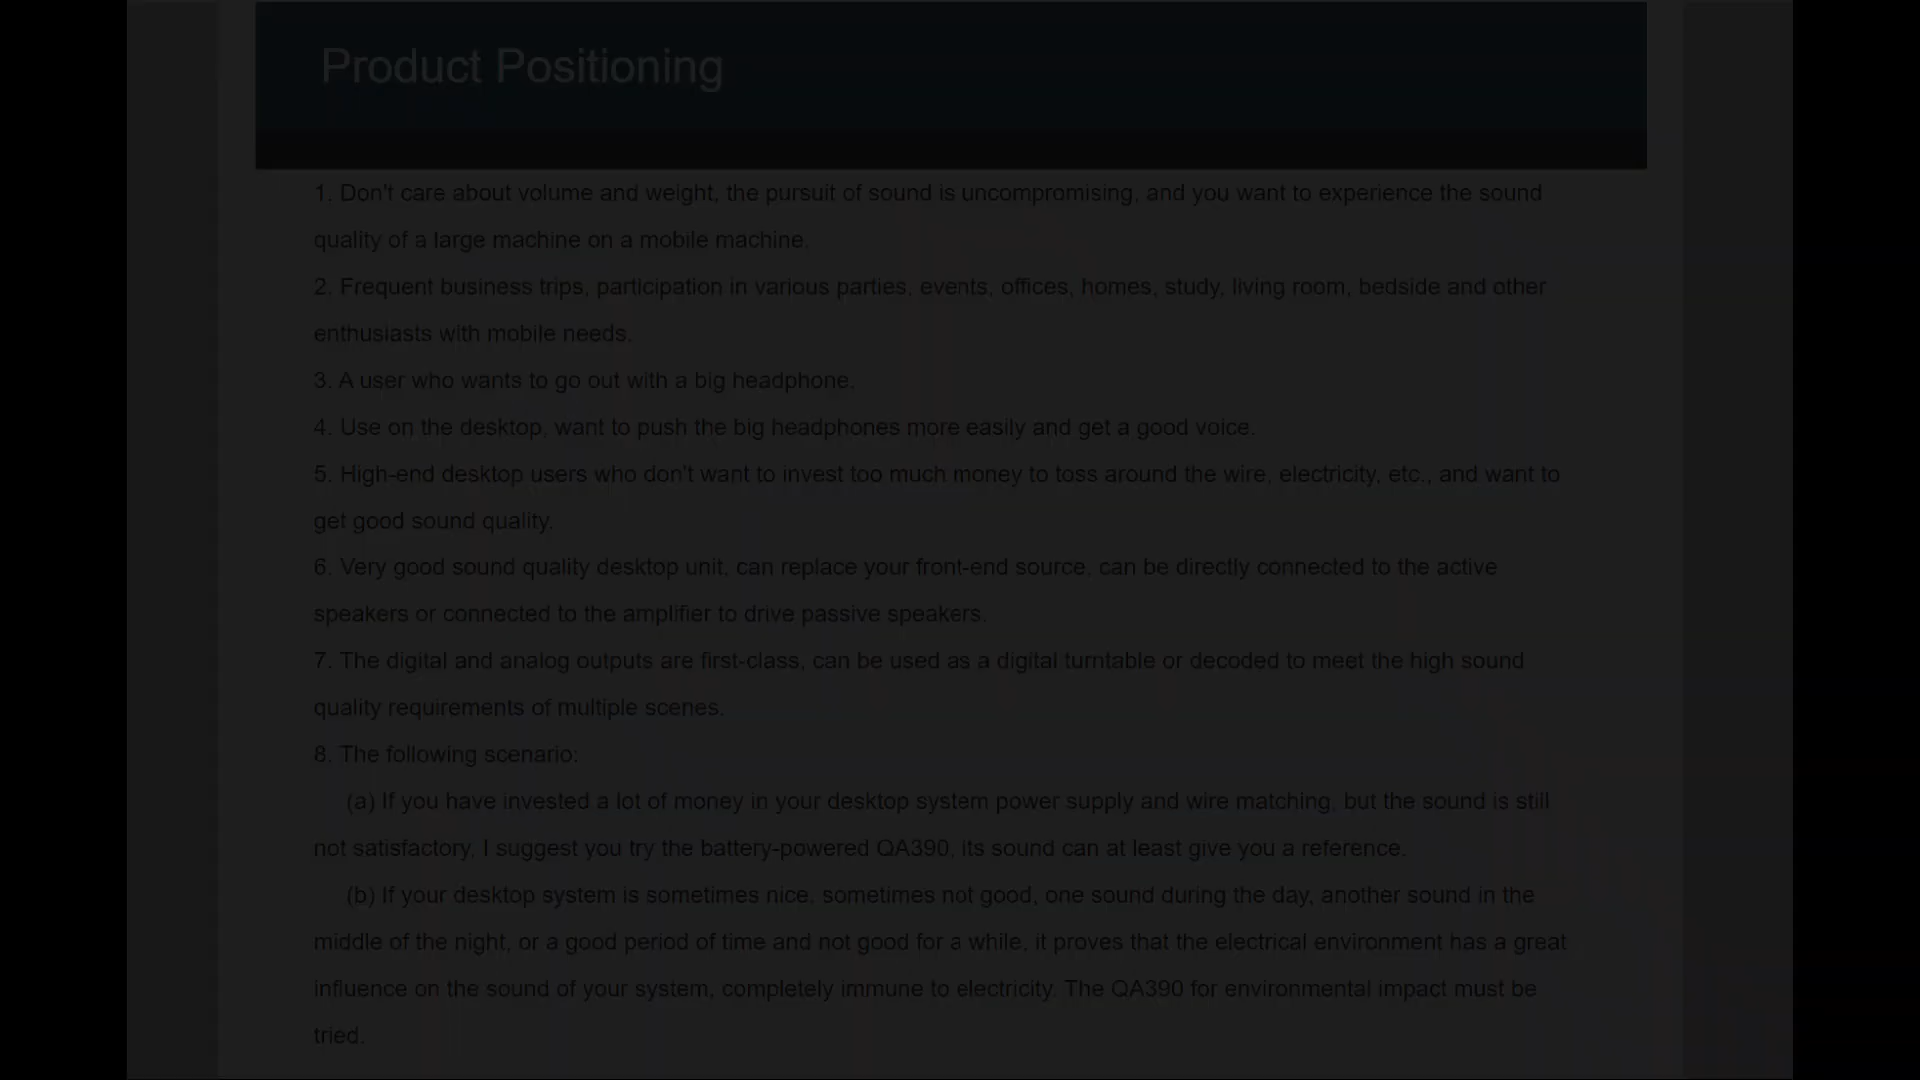 Product Positioning
1. Don't care about volume and weight, the pursuit of sound is uncompromising, and you want to experience the sound
quality of a large machine on a mobile machine.
2. Frequent business trips, participation in various parties, events, offices, homes, study, living room, bedside and other
enthusiasts with mobile needs.
3. A user who wants to go out with a big headphone.
4. Use on the desktop, want to push the big headphones more easily and get a good voice.
5. High-end desktop users who don't want to invest too much money to toss around the wire, electricity, etc., and want to
get good sound quality.
6. Very good sound quality desktop unit, can replace your front-end source, can be directly connected to the active
speakers or connected to the amplifier to drive passive speakers.
7. The digital and analog outputs are first-class, can be used as a digital turntable or decoded to meet the high sound
quality requirements of multiple scenes.
8. The following scenario:
(a) If you have invested a lot of money in your desktop system power supply and wire matching, but the sound is still
not satisfactory, I suggest you try the battery-powered QA390, its sound can at least give you a reference.
(b) If your desktop system is sometimes nice, sometimes not good, one sound during the day, another sound in the
middle of the night, or a good period of time and not good for a while, it proves that the electrical environment has a great
influence on the sound of your system, completely immune to electricity. The QA390 for environmental impact must be
tried.